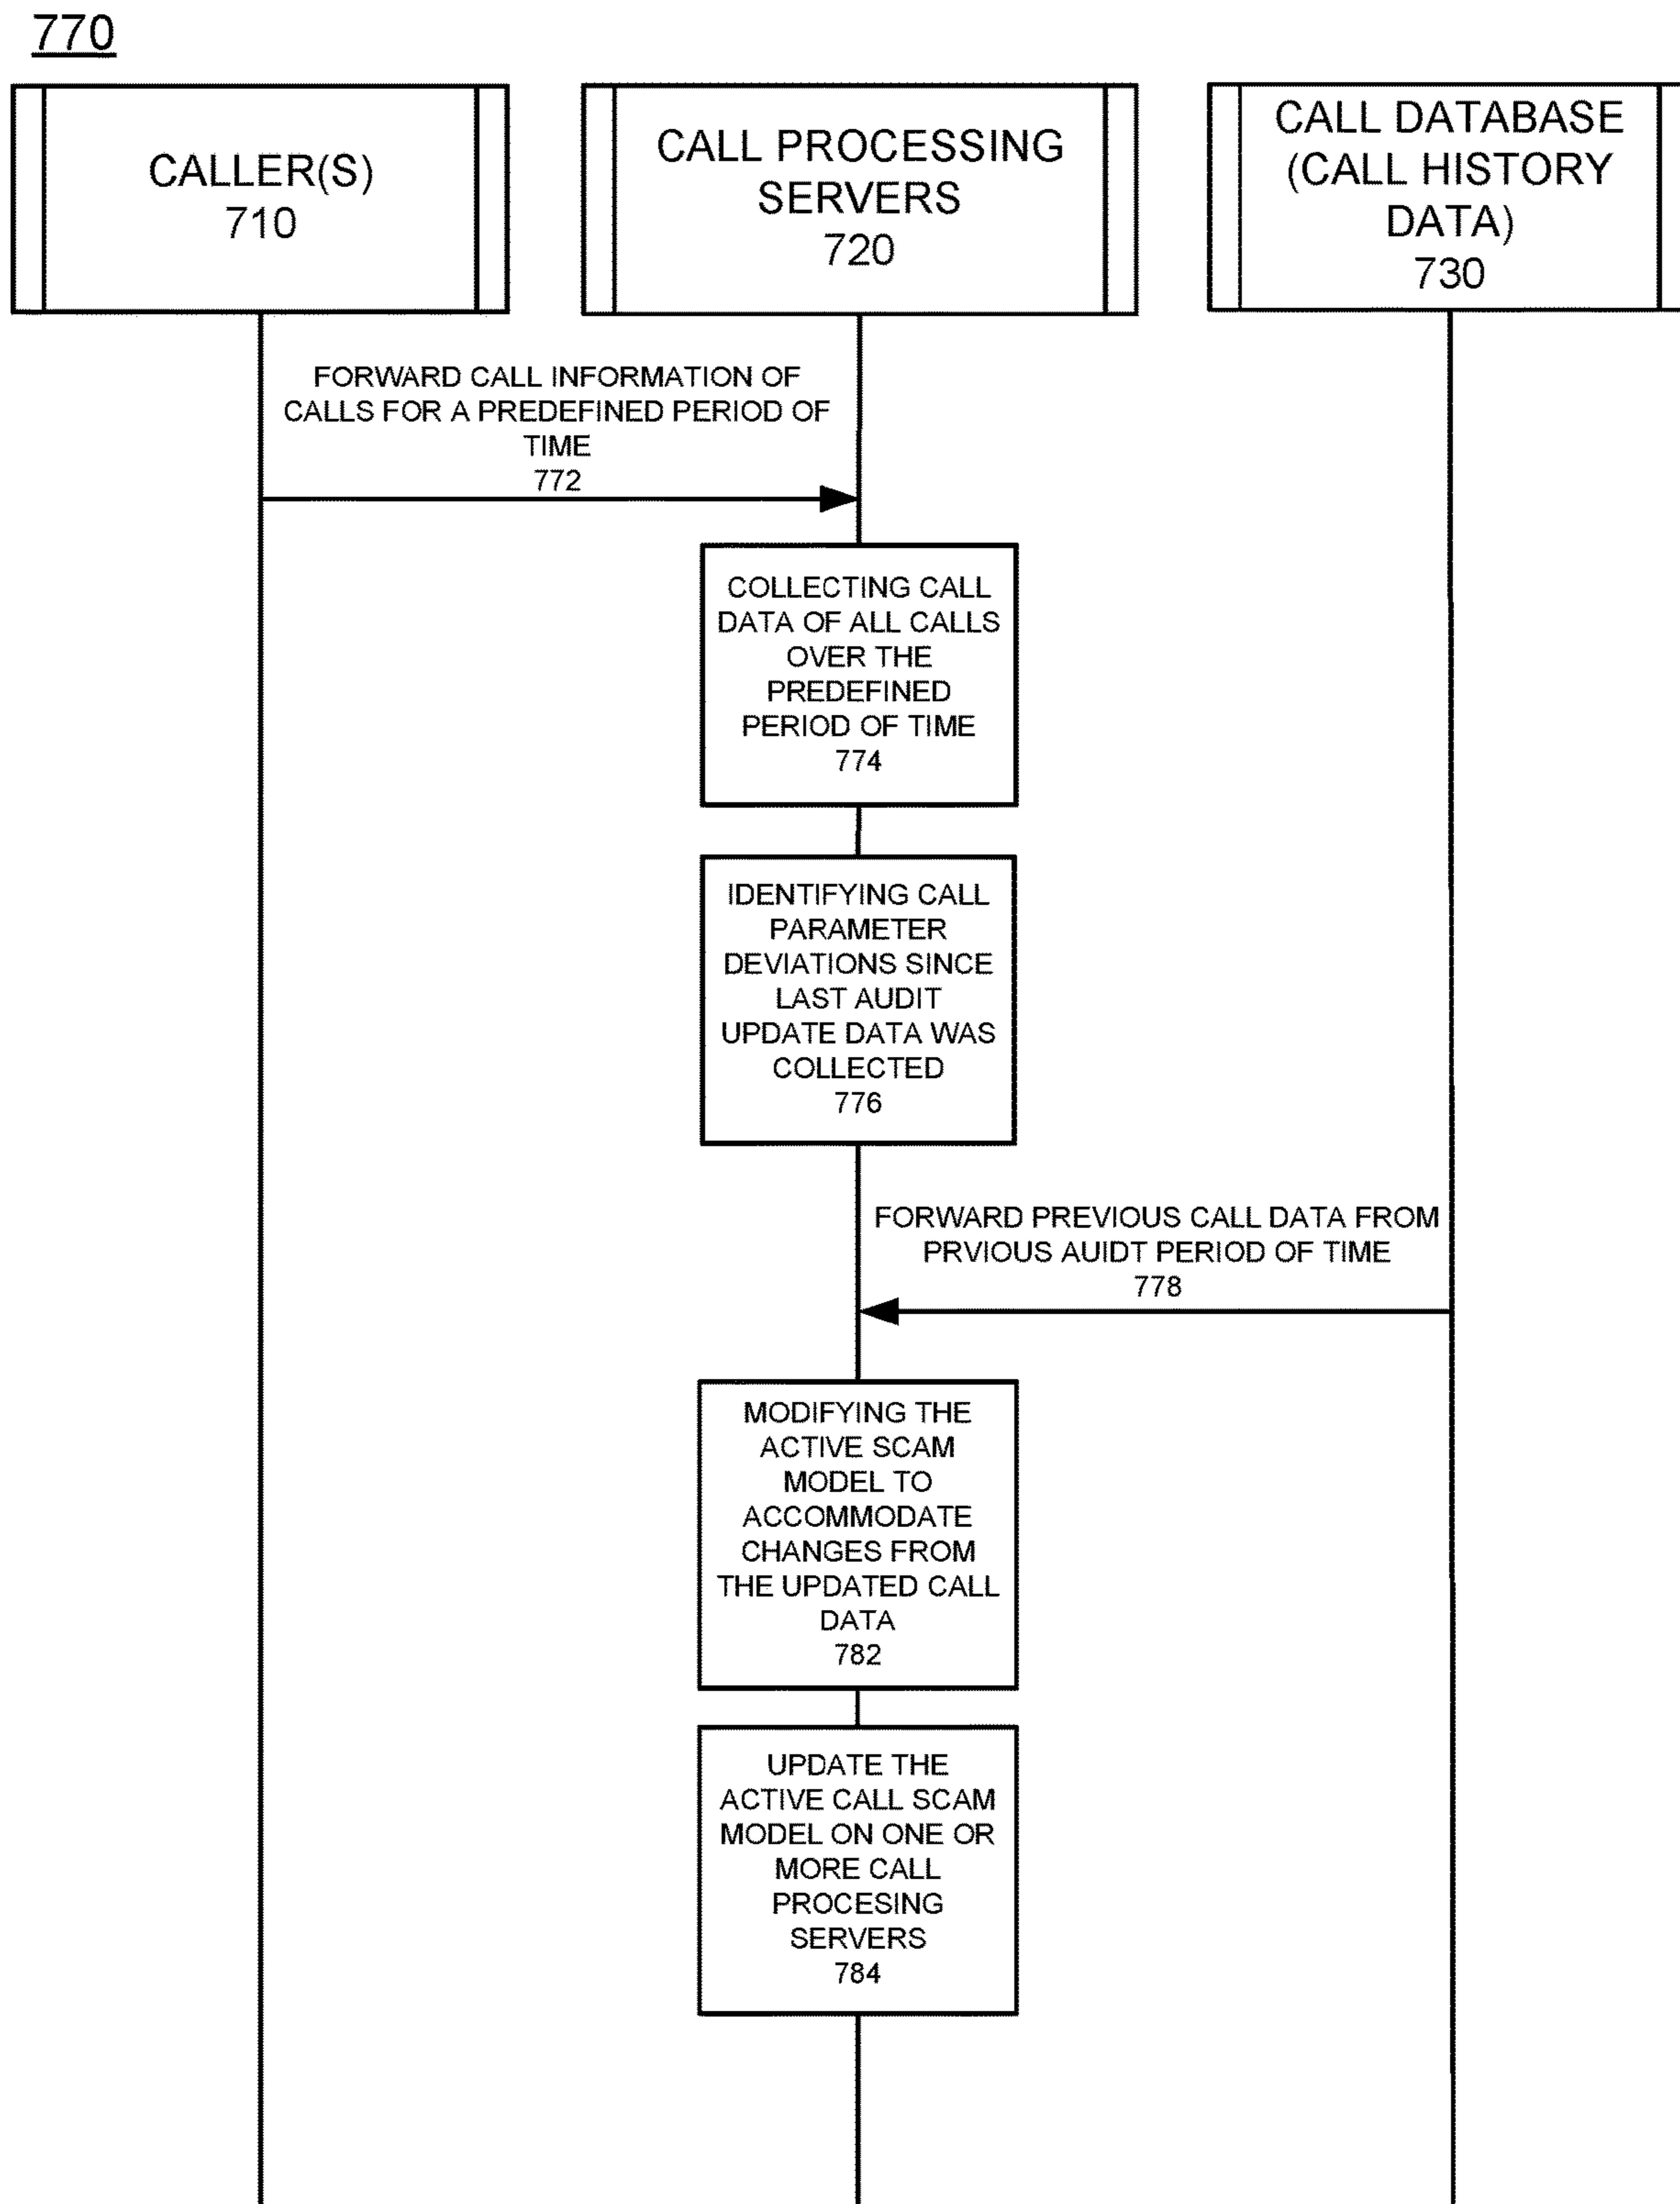 770
CALLER(S)
710
CALL PROCESSING
SERVERS
720
CALL DATABASE
(CALL HISTORY
DATA)
730
FORWARD CALL INFORMATION OF
CALLS FOR A PREDEFINED PERIOD OF
TIME
772
COLLECTING CALL
DATA OF ALL CALLS
OVER THE
PREDEFINED
PERIOD OF TIME
774
IDENTIFYING CALL
PARAMETER
DEVIATIONS SINCE
LAST AUDIT
UPDATE DATA WAS
COLLECTED
776
FORWARD PREVIOUS CALL DATA FROM
PRVIOUS AUIDT PERIOD OF TIME
778
MODIFYING THE
ACTIVE SCAM
MODEL TO
ACCOMMODATE
CHANGES FROM
THE UPDATED CALL
DATA
782
UPDATE THE
ACTIVE CALL SCAM
MODEL ON ONE OR
MORE CALL
PROCESING
SERVERS
784